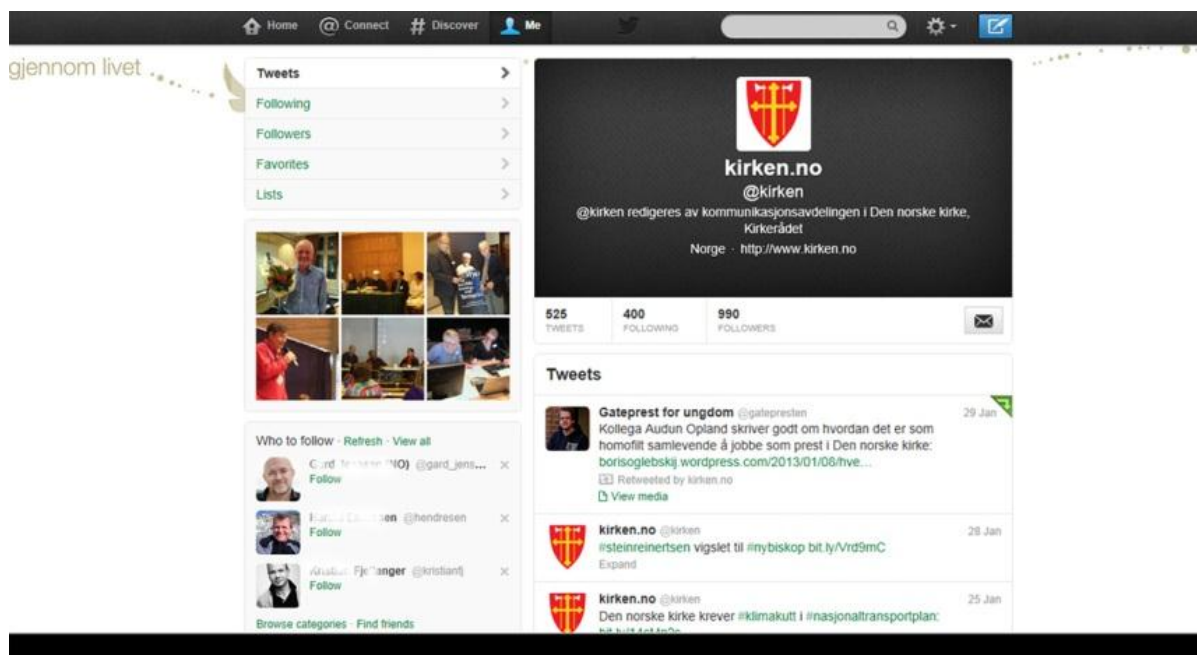 Home Connect Discover Me
gjennom livet
Tweets
Following
Followers
Favorites
Lists
Who to follow · Refresh · View all
(NO) @gard_jens...
Follow
@hendresen
Follow
@kristianfj
Follow
Browse categories · Find friends
kirken.no
@kirken
@kirken redigeres av kommunikasjonsavdelingen i Den norske kirke,
Kirkerådet
Norge · http://www.kirken.no
525 400 990
TWEETS FOLLOWING FOLLOWERS
Tweets
Gateprest for ungdom @gatepresten 29 Jan
Kollega Audun Opland skriver godt om hvordan det er som
homofilt samlevende å jobbe som prest i Den norske kirke:
borisoglebskij.wordpress.com/2013/01/08/hve...
Retweeted by kirken.no
View media
kirken.no @kirken 28 Jan
#steinreinertsen vigslet til #nybiskop bit.ly/Vrd9mC
Expand
kirken.no @kirken 25 Jan
Den norske kirke krever #klimakutt i #nasjonaltransportplan: